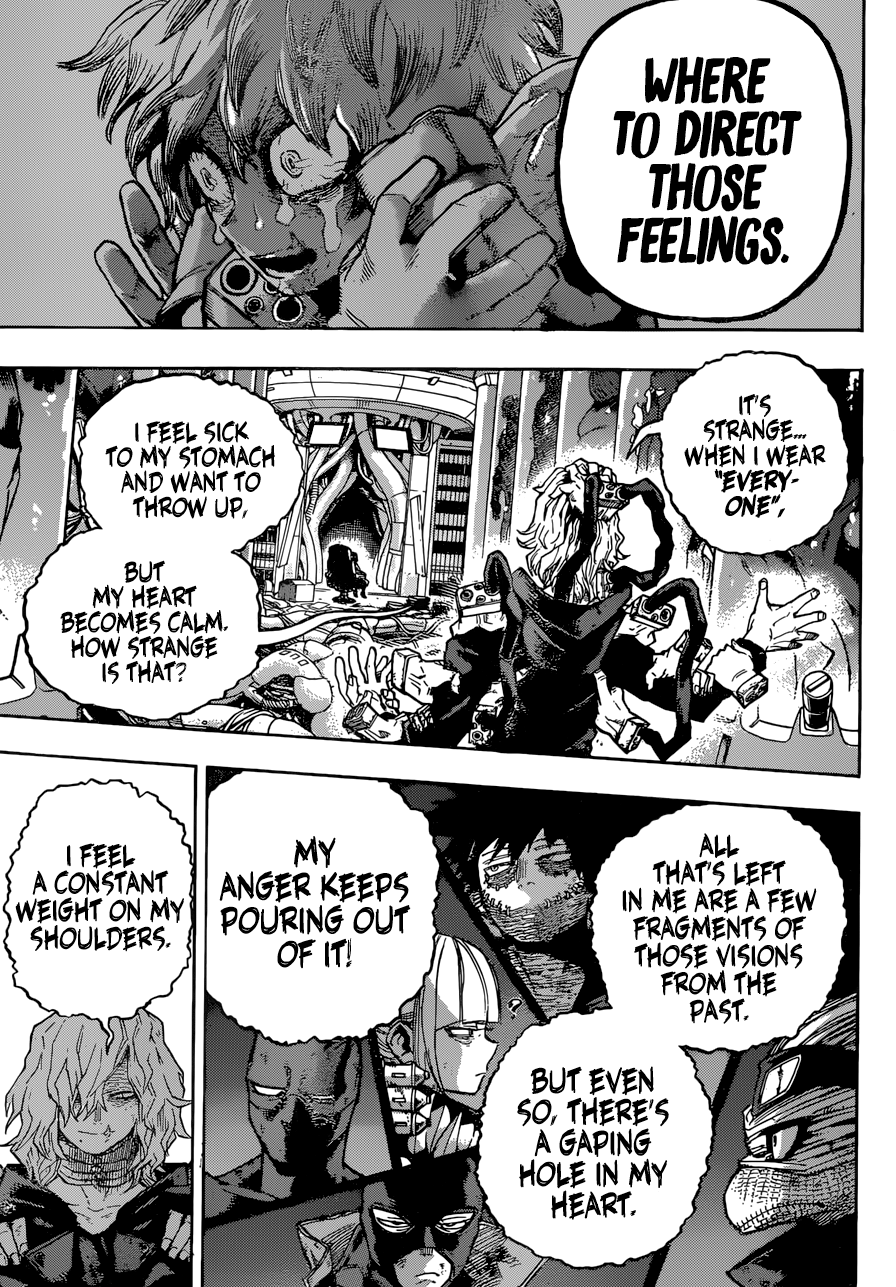 WHERE
TO DIRECT
THOSE
FEELINGS.
IT'S
STRANGE...
WHEN I WEAR
"EVERY-
ONE",
I FEEL SICK
TO MY STOMACH
AND WANT TO
THROW UP,
BUT
MY HEART
BECOMES CALM.
HOW STRANGE
IS THAT?
ALL
THAT'S LEFT
IN ME ARE A FEW
FRAGMENTS OF
THOSE VISIONS
FROM THE
PAST.
BUT EVEN
SO, THERE'S
A GAPING
HOLE IN MY
HEART.
?
MY
ANGER KEEPS
POURING OUT
OF IT!
I FEEL
A CONSTANT
WEIGHT ON MY
SHOULDERS.